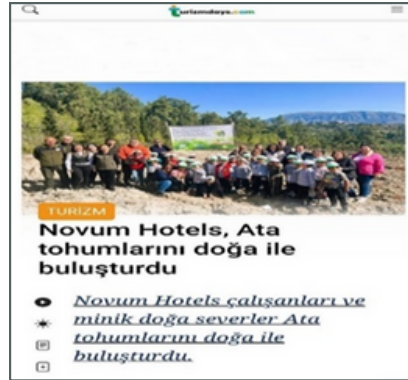 turizmdays.com
TURİZM
Novum Hotels, Ata
tohumlarını doğa ile
buluşturdu
Novum Hotels çalışanları ve
minik doğa severler Ata
tohumlarını doğa ile
buluşturdu.